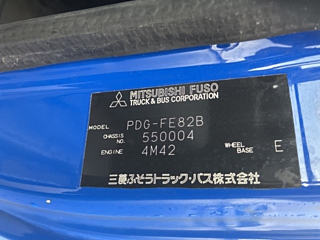 MITSUBISHI FUSO
TRUCK & BUS CORPORATION
MODEL PDG-FE82B
CHASSIS NO. 550004
ENGINE 4M42 WHEEL BASE E
三菱ふそうトラック・バス株式会社